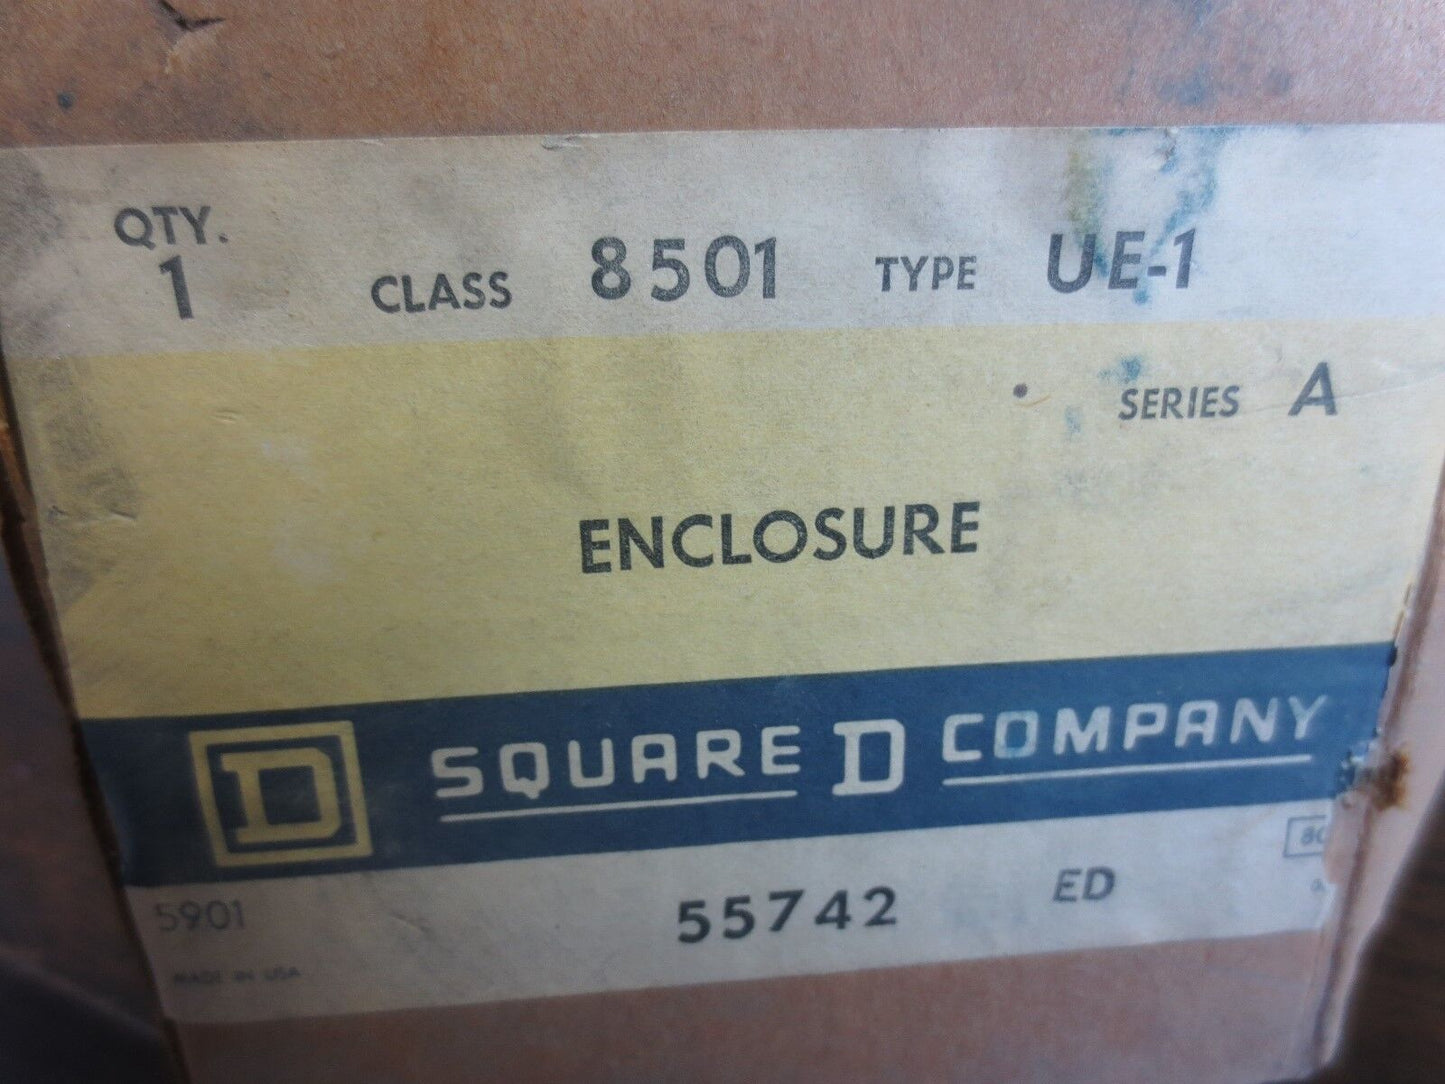 QTY.
1 CLASS 8501 TYPE UE-1
SERIES A
ENCLOSURE
D SQUARE D COMPANY
5901 55742 ED
MADE IN USA